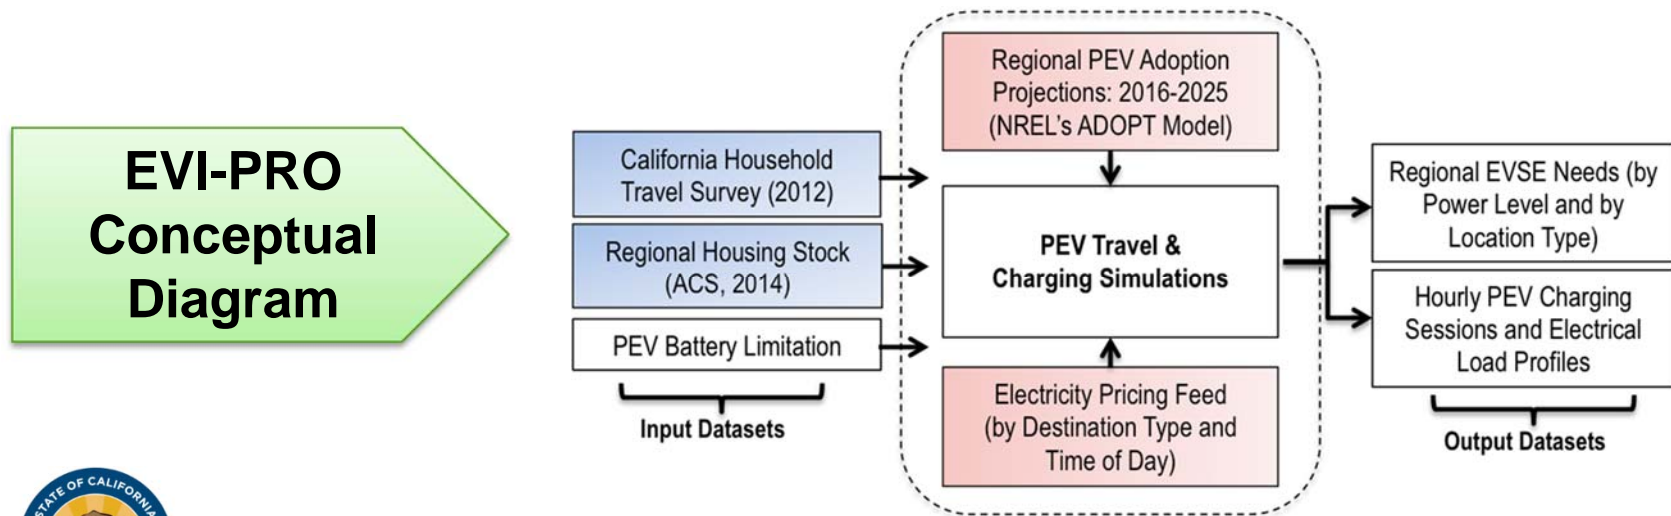 EVI-PRO
Conceptual
Diagram
California Household
Travel Survey (2012)
Regional Housing Stock
(ACS, 2014)
PEV Battery Limitation
Input Datasets
Regional PEV Adoption
Projections: 2016-2025
(NREL's ADOPT Model)
PEV Travel &
Charging Simulations
Electricity Pricing Feed
(by Destination Type and
Time of Day)
Regional EVSE Needs (by
Power Level and by
Location Type)
Hourly PEV Charging
Sessions and Electrical
Load Profiles
Output Datasets
STATE OF CALIFORNIA